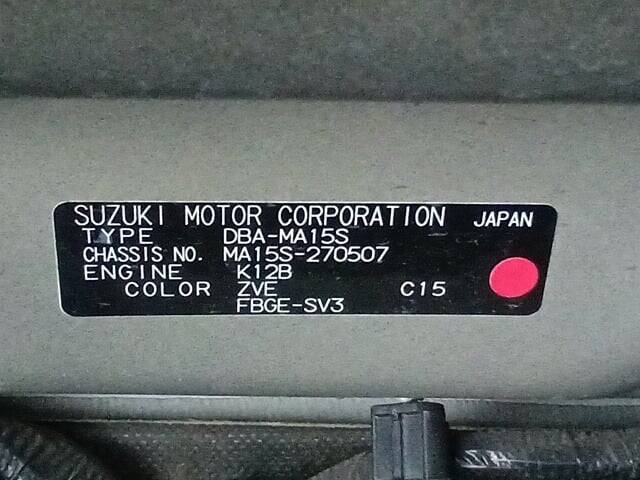 SUZUKI MOTOR CORPORATION JAPAN
TYPE DBA-MA15S
CHASSIS NO. MA15S-270507
ENGINE K12B
COLOR ZVE C15
FBGE-SV3